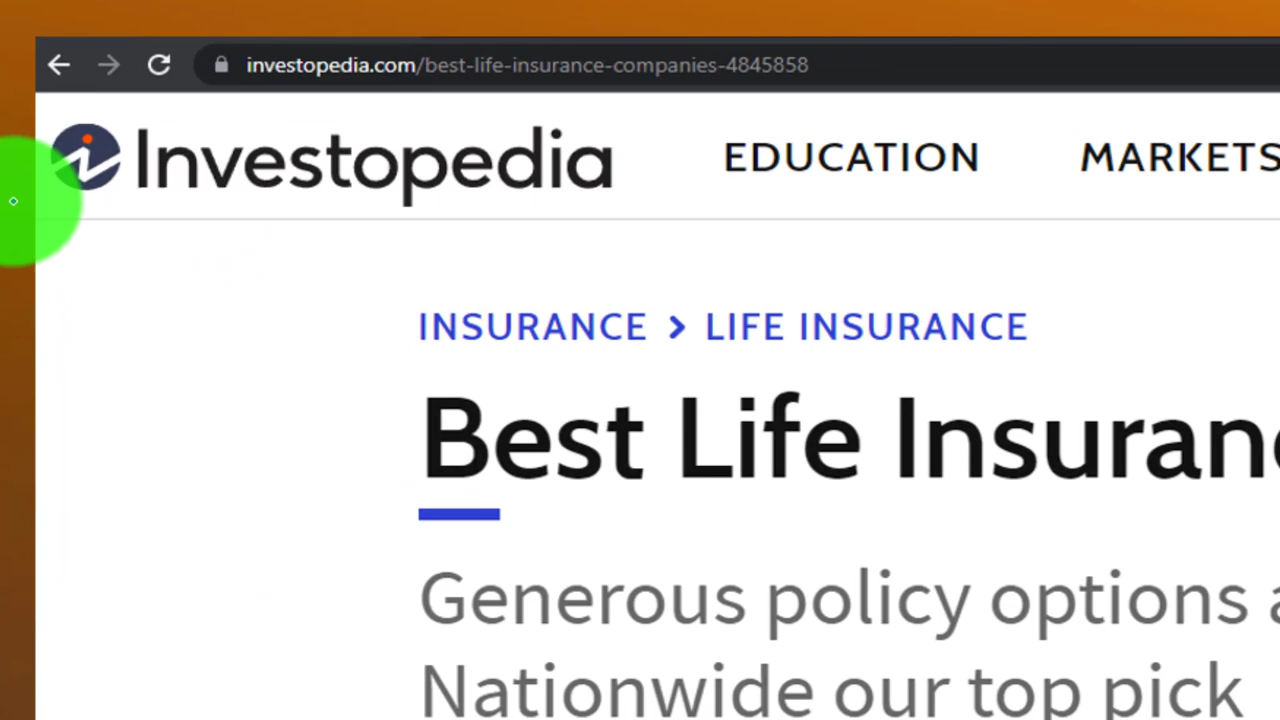 investopedia.com/best-life-insurance-companies-4845858
Investopedia EDUCATION MARKETS
INSURANCE > LIFE INSURANCE
Best Life
Generous policy options
Nationwide our top pick